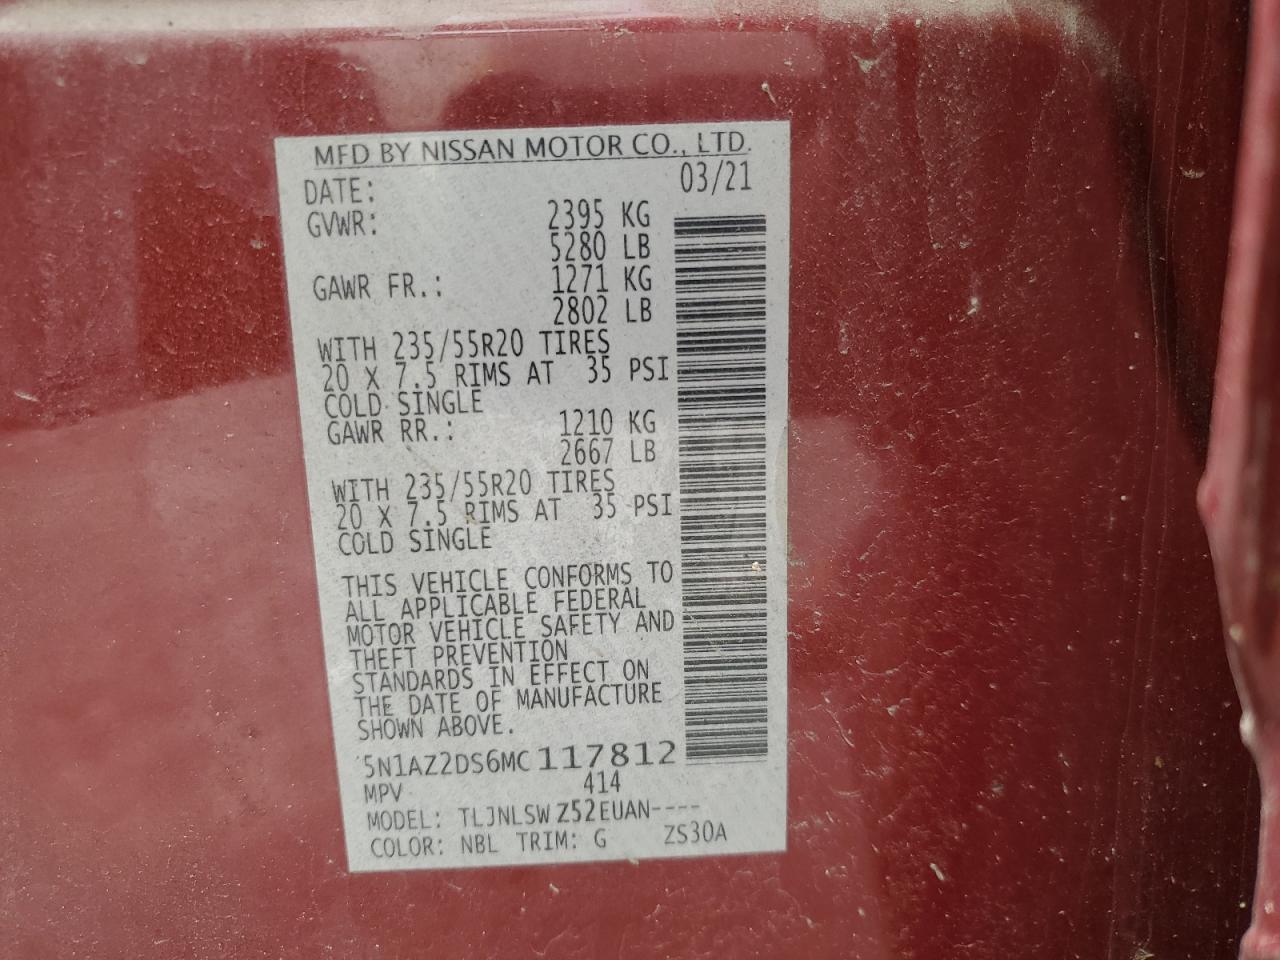 MFD BY NISSAN MOTOR CO., LTD.
DATE: 03/21
GVWR: 2395 KG
5280 LB
GAWR FR.: 1271 KG
2802 LB
WITH 235/55R20 TIRES
20 X 7.5 RIMS AT 35 PSI
COLD SINGLE
GAWR RR.: 1210 KG
2667 LB
WITH 235/55R20 TIRES
20 X 7.5 RIMS AT 35 PSI
COLD SINGLE
THIS VEHICLE CONFORMS TO
ALL APPLICABLE FEDERAL
MOTOR VEHICLE SAFETY AND
THEFT PREVENTION
STANDARDS IN EFFECT ON
THE DATE OF MANUFACTURE
SHOWN ABOVE.
5N1AZ2DS6MC117812
MPV 414
MODEL: TLJNLSWZ52EUAN----
COLOR: NBL TRIM: G ZS30A